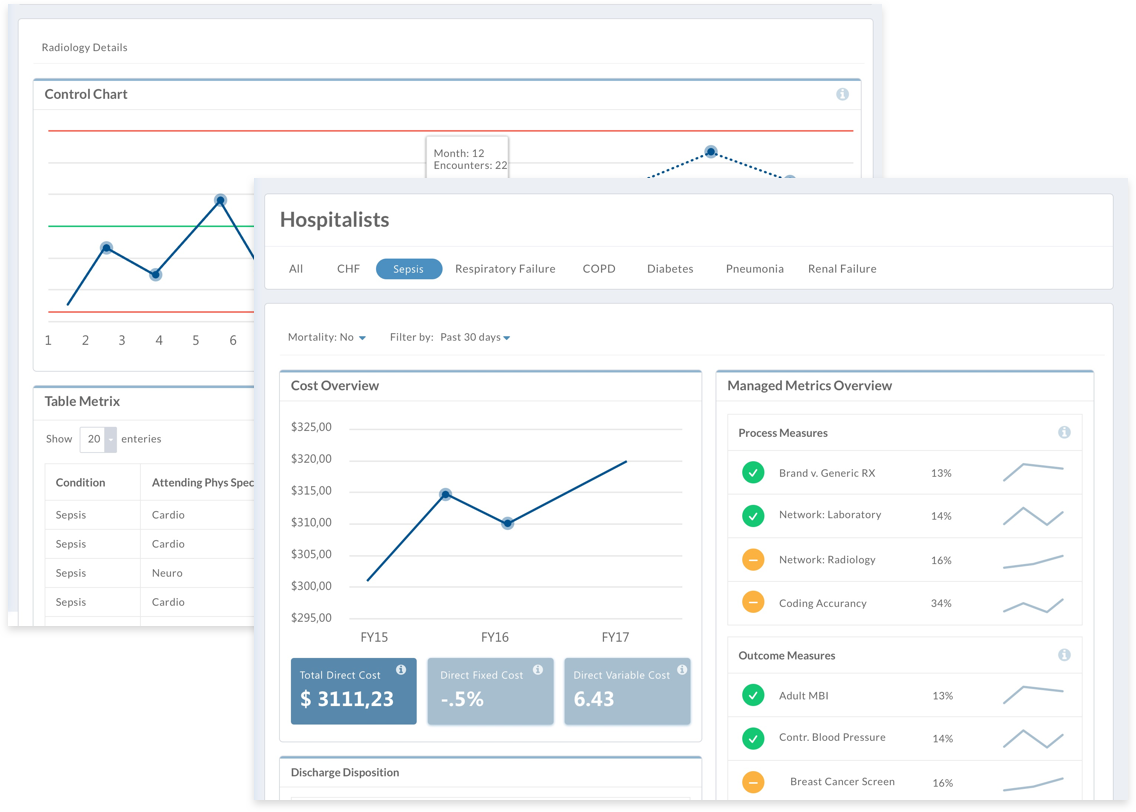 Radiology Details
Control Chart
Month: 12
Encounters: 22
1 2 3 4 5 6
Table Metrix
Show 20 enteries
Condition Attending Phys Spec
Sepsis Cardio
Sepsis Cardio
Sepsis Neuro
Sepsis Cardio
Hospitalists
All CHF Sepsis Respiratory Failure COPD Diabetes Pneumonia Renal Failure
Mortality: No Filter by: Past 30 days
Cost Overview
$325,00
$320,00
$315,00
$310,00
$305,00
$300,00
$295,00
FY15 FY16 FY17
Total Direct Cost
$ 3111,23
Direct Fixed Cost
-.5%
Direct Variable Cost
6.43
Discharge Disposition
Managed Metrics Overview
Process Measures
Brand v. Generic RX 13%
Network: Laboratory 14%
Network: Radiology 16%
Coding Accurancy 34%
Outcome Measures
Adult MBI 13%
Contr. Blood Pressure 14%
Breast Cancer Screen 16%